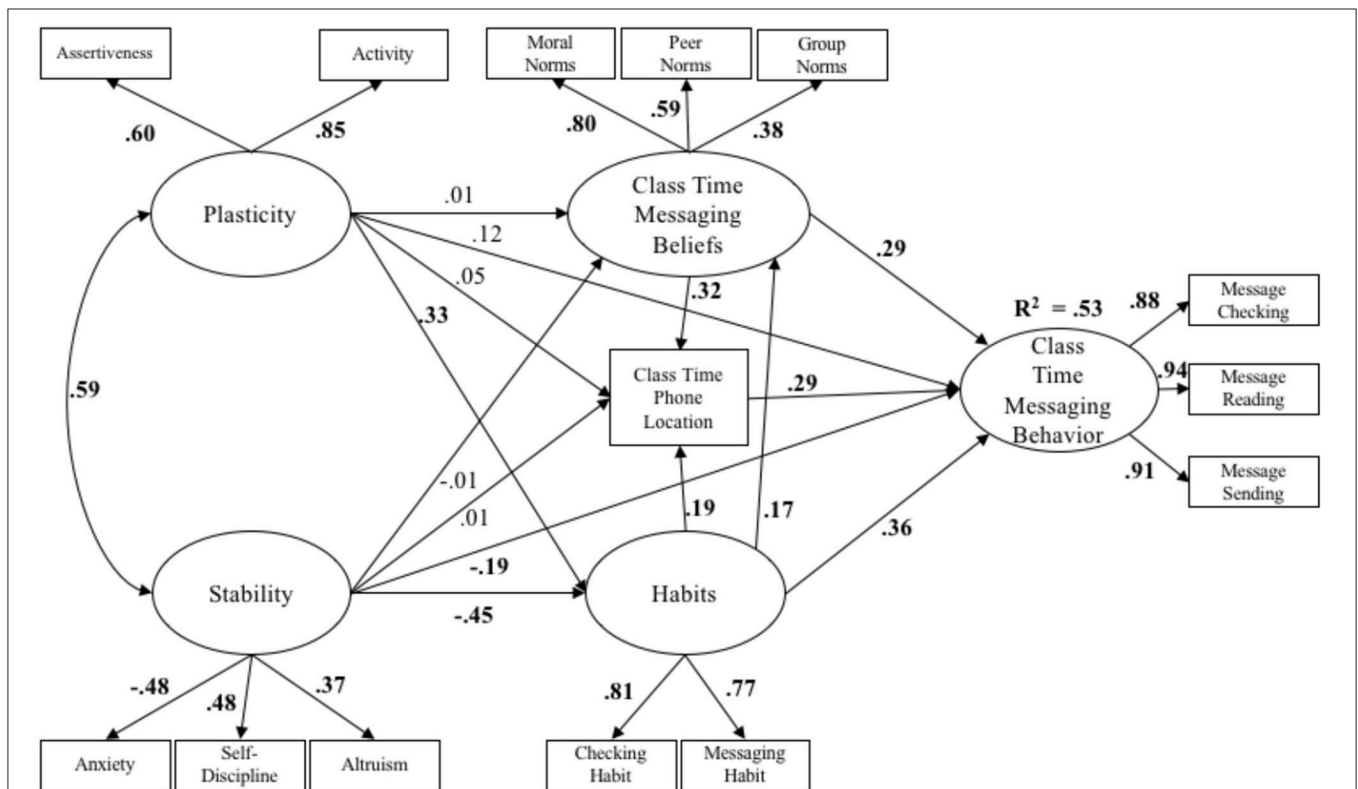 Assertiveness
Activity
Moral
Norms
Peer
Norms
Group
Norms
.60
.85
.80
.59
.38
Plasticity
Class Time
Messaging
Beliefs
.01
.12
.05
.33
.32
.29
R² = .53
.88
Message
Checking
Class Time
Phone
Location
.29
Class
Time
Messaging
Behavior
.94
Message
Reading
.59
.91
Message
Sending
-.01
.01
.19
.17
.36
-.19
-.45
Stability
Habits
-.48
.48
.37
.81
.77
Anxiety
Self-
Discipline
Altruism
Checking
Habit
Messaging
Habit